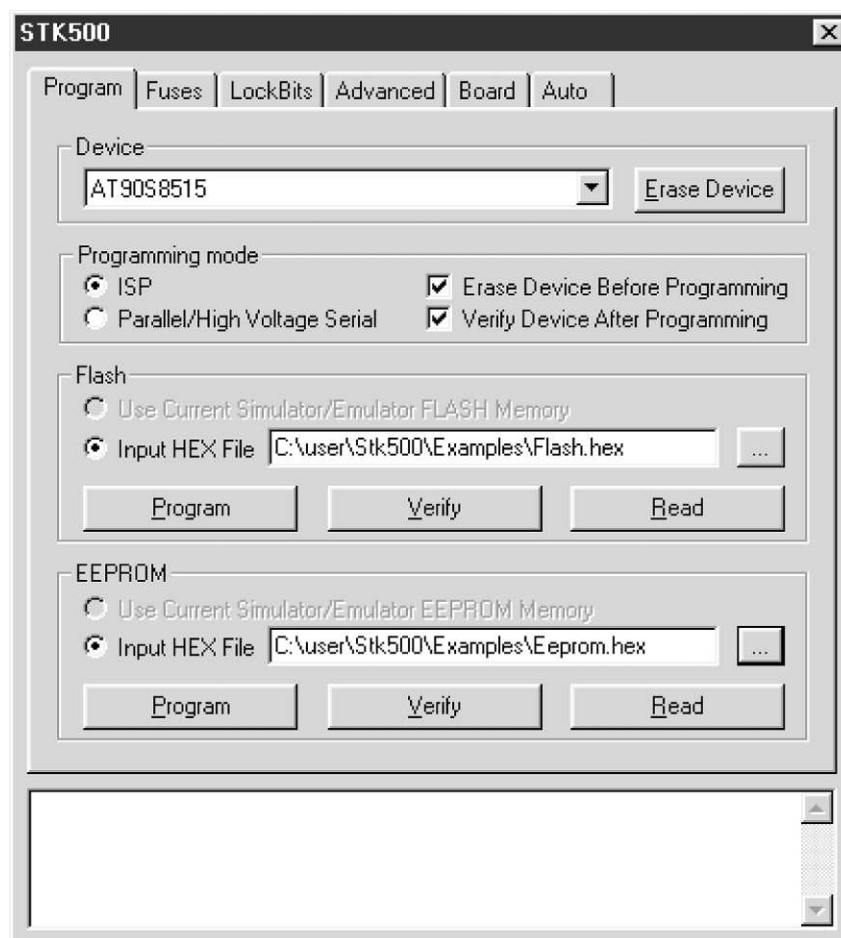 STK500
Program Fuses LockBits Advanced Board Auto
Device
AT90S8515 Erase Device
Programming mode
ISP Erase Device Before Programming
Parallel/High Voltage Serial Verify Device After Programming
Flash
Use Current Simulator/Emulator FLASH Memory
Input HEX File C:\user\Stk500\Examples\Flash.hex ...
Program Verify Read
EEPROM
Use Current Simulator/Emulator EEPROM Memory
Input HEX File C:\user\Stk500\Examples\Eeprom.hex ...
Program Verify Read